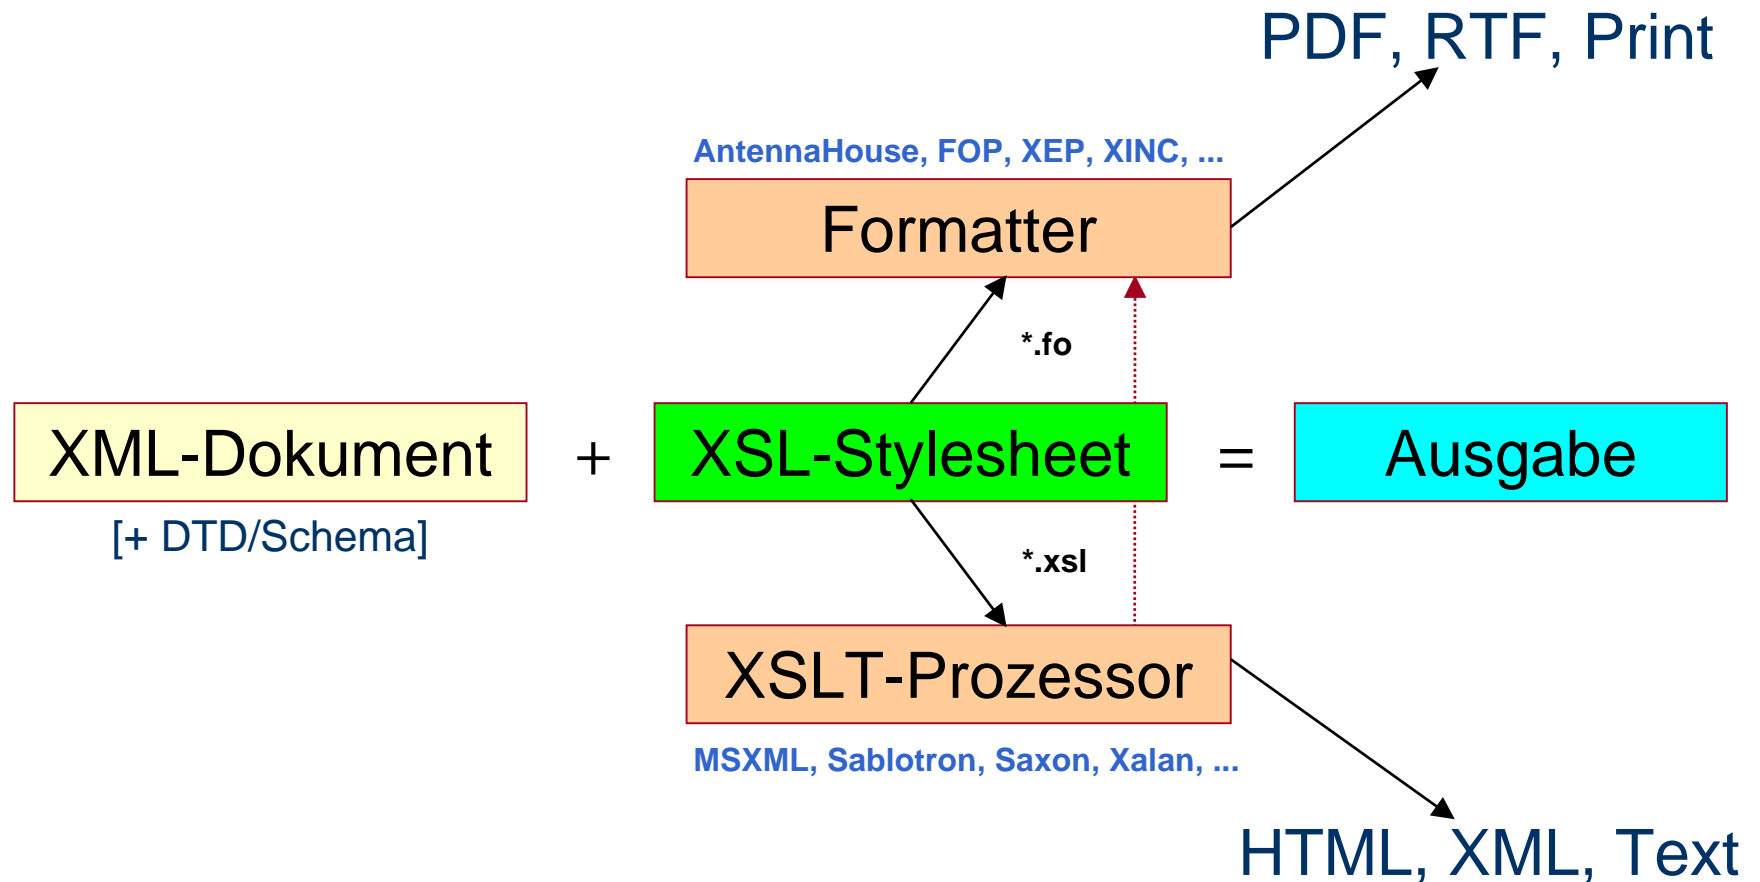 PDF, RTF, Print
AntennaHouse, FOP, XEP, XINC, ...
Formatter
*.fo
XML-Dokument + XSL-Stylesheet = Ausgabe
[+ DTD/Schema]
*.xsl
XSLT-Prozessor
MSXML, Sablotron, Saxon, Xalan, ...
HTML, XML, Text